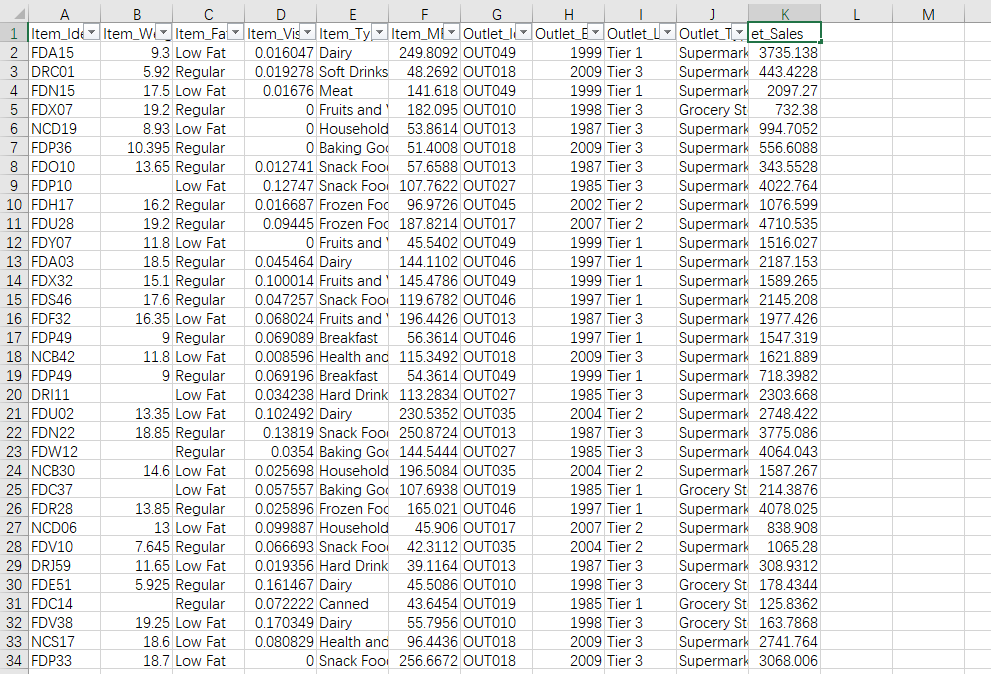 A B C D E F G H I J K L M
1 Item_Ide Item_W Item_Fa Item_Vis Item_Ty Item_M Outlet_I Outlet_E Outlet_L Outlet_T et_Sales
2 FDA15 9.3 Low Fat 0.016047 Dairy 249.8092 OUT049 1999 Tier 1 Supermark 3735.138
3 DRC01 5.92 Regular 0.019278 Soft Drinks 48.2692 OUT018 2009 Tier 3 Supermark 443.4228
4 FDN15 17.5 Low Fat 0.01676 Meat 141.618 OUT049 1999 Tier 1 Supermark 2097.27
5 FDX07 19.2 Regular 0 Fruits and 182.095 OUT010 1998 Tier 3 Grocery St 732.38
6 NCD19 8.93 Low Fat 0 Household 53.8614 OUT013 1987 Tier 3 Supermark 994.7052
7 FDP36 10.395 Regular 0 Baking Goo 51.4008 OUT018 2009 Tier 3 Supermark 556.6088
8 FDO10 13.65 Regular 0.012741 Snack Foo 57.6588 OUT013 1987 Tier 3 Supermark 343.5528
9 FDP10 Low Fat 0.12747 Snack Foo 107.7622 OUT027 1985 Tier 3 Supermark 4022.764
10 FDH17 16.2 Regular 0.016687 Frozen Foo 96.9726 OUT045 2002 Tier 2 Supermark 1076.599
11 FDU28 19.2 Regular 0.09445 Frozen Foo 187.8214 OUT017 2007 Tier 2 Supermark 4710.535
12 FDY07 11.8 Low Fat 0 Fruits and 45.5402 OUT049 1999 Tier 1 Supermark 1516.027
13 FDA03 18.5 Regular 0.045464 Dairy 144.1102 OUT046 1997 Tier 1 Supermark 2187.153
14 FDX32 15.1 Regular 0.100014 Fruits and 145.4786 OUT049 1999 Tier 1 Supermark 1589.265
15 FDS46 17.6 Regular 0.047257 Snack Foo 119.6782 OUT046 1997 Tier 1 Supermark 2145.208
16 FDF32 16.35 Low Fat 0.068024 Fruits and 196.4426 OUT013 1987 Tier 3 Supermark 1977.426
17 FDP49 9 Regular 0.069089 Breakfast 56.3614 OUT046 1997 Tier 1 Supermark 1547.319
18 NCB42 11.8 Low Fat 0.008596 Health and 115.3492 OUT018 2009 Tier 3 Supermark 1621.889
19 FDP49 9 Regular 0.069196 Breakfast 54.3614 OUT049 1999 Tier 1 Supermark 718.3982
20 DRI11 Low Fat 0.034238 Hard Drink 113.2834 OUT027 1985 Tier 3 Supermark 2303.668
21 FDU02 13.35 Low Fat 0.102492 Dairy 230.5352 OUT035 2004 Tier 2 Supermark 2748.422
22 FDN22 18.85 Regular 0.13819 Snack Foo 250.8724 OUT013 1987 Tier 3 Supermark 3775.086
23 FDW12 Regular 0.0354 Baking Goo 144.5444 OUT027 1985 Tier 3 Supermark 4064.043
24 NCB30 14.6 Low Fat 0.025698 Household 196.5084 OUT035 2004 Tier 2 Supermark 1587.267
25 FDC37 Low Fat 0.057557 Baking Goo 107.6938 OUT019 1985 Tier 1 Grocery St 214.3876
26 FDR28 13.85 Regular 0.025896 Frozen Foo 165.021 OUT046 1997 Tier 1 Supermark 4078.025
27 NCD06 13 Low Fat 0.099887 Household 45.906 OUT017 2007 Tier 2 Supermark 838.908
28 FDV10 7.645 Regular 0.066693 Snack Foo 42.3112 OUT035 2004 Tier 2 Supermark 1065.28
29 DRJ59 11.65 Low Fat 0.019356 Hard Drink 39.1164 OUT013 1987 Tier 3 Supermark 308.9312
30 FDE51 5.925 Regular 0.161467 Dairy 45.5086 OUT010 1998 Tier 3 Grocery St 178.4344
31 FDC14 Regular 0.072222 Canned 43.6454 OUT019 1985 Tier 1 Grocery St 125.8362
32 FDV38 19.25 Low Fat 0.170349 Dairy 55.7956 OUT010 1998 Tier 3 Grocery St 163.7868
33 NCS17 18.6 Low Fat 0.080829 Health and 96.4436 OUT018 2009 Tier 3 Supermark 2741.764
34 FDP33 18.7 Low Fat 0 Snack Foo 256.6672 OUT018 2009 Tier 3 Supermark 3068.006